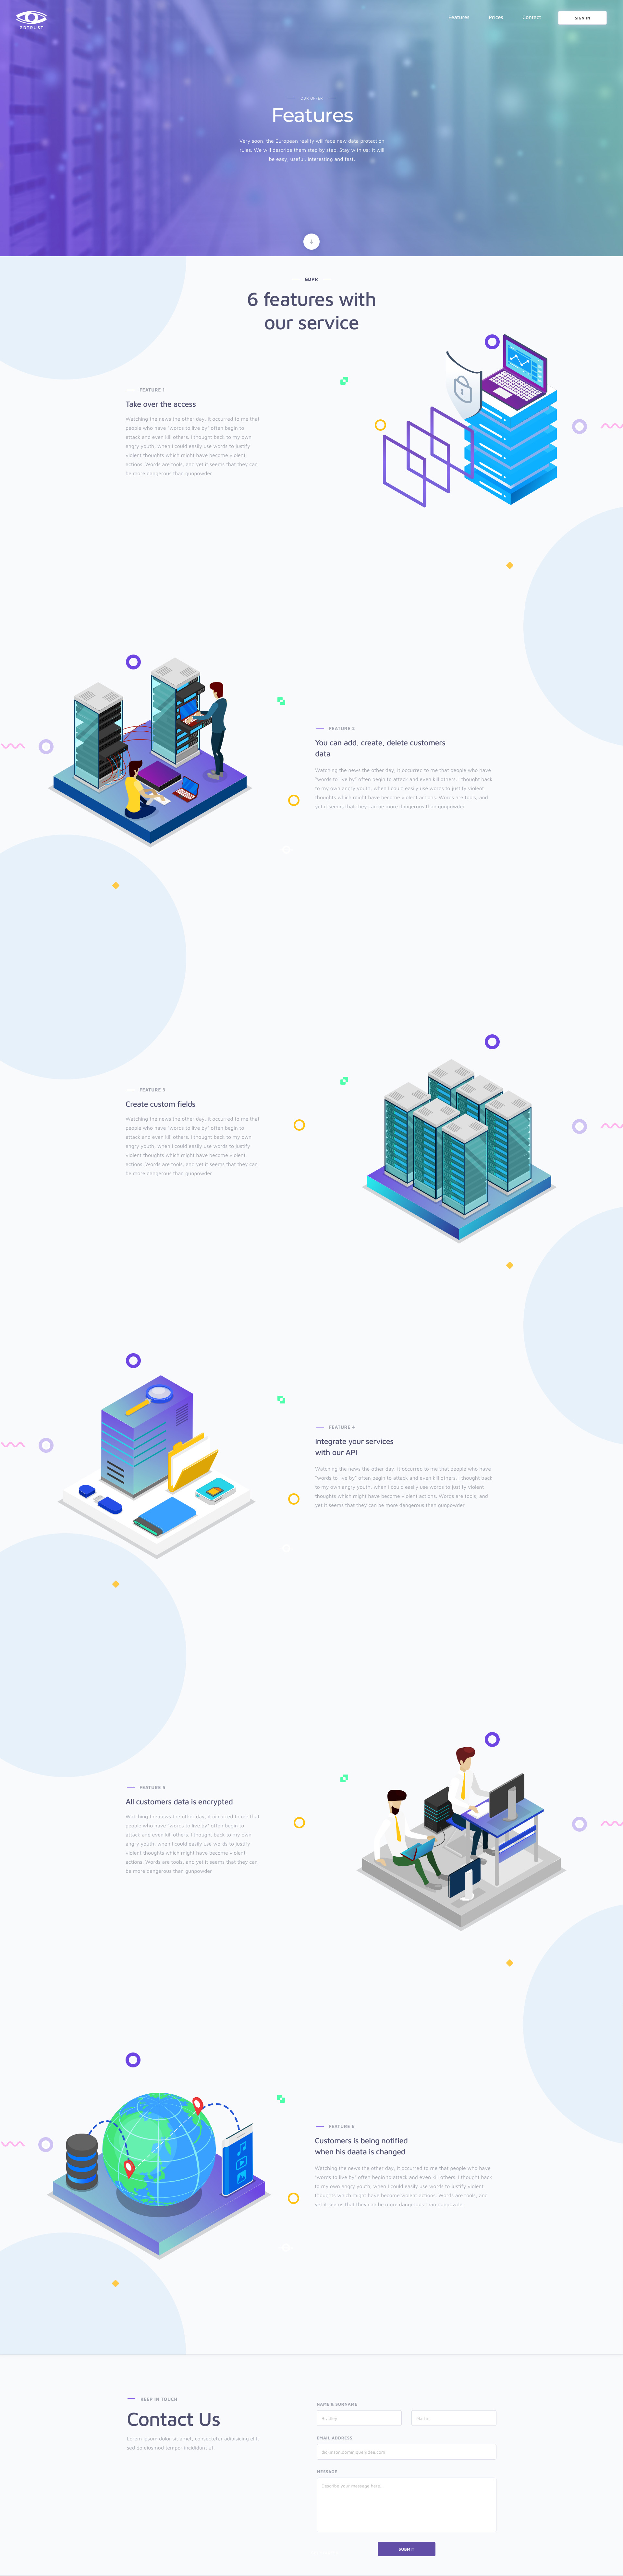 GDTRUST
Features Prices Contact SIGN IN
OUR OFFER
Features
Very soon, the European reality will face new data protection
rules. We will describe them step by step. Stay with us: it will
be easy, useful, interesting and fast.
GDPR
6 features with
our service
FEATURE 1
Take over the access
Watching the news the other day, it occurred to me that
people who have "words to live by" often begin to
attack and even kill others. I thought back to my own
angry youth, when I could easily use words to justify
violent thoughts which might have become violent
actions. Words are tools, and yet it seems that they can
be more dangerous than gunpowder.
FEATURE 2
You can add, create, delete customers
data
Watching the news the other day, it occurred to me that people who have
"words to live by" often begin to attack and even kill others. I thought back
to my own angry youth, when I could easily use words to justify violent
thoughts which might have become violent actions. Words are tools, and
yet it seems that they can be more dangerous than gunpowder.
FEATURE 3
Create custom fields
Watching the news the other day, it occurred to me that
people who have "words to live by" often begin to
attack and even kill others. I thought back to my own
angry youth, when I could easily use words to justify
violent thoughts which might have become violent
actions. Words are tools, and yet it seems that they can
be more dangerous than gunpowder.
FEATURE 4
Integrate your services
with our API
Watching the news the other day, it occurred to me that people who have
"words to live by" often begin to attack and even kill others. I thought back
to my own angry youth, when I could easily use words to justify violent
thoughts which might have become violent actions. Words are tools, and
yet it seems that they can be more dangerous than gunpowder.
FEATURE 5
All customers data is encrypted
Watching the news the other day, it occurred to me that
people who have "words to live by" often begin to
attack and even kill others. I thought back to my own
angry youth, when I could easily use words to justify
violent thoughts which might have become violent
actions. Words are tools, and yet it seems that they can
be more dangerous than gunpowder.
FEATURE 6
Customers is being notified
when his daata is changed
Watching the news the other day, it occurred to me that people who have
"words to live by" often begin to attack and even kill others. I thought back
to my own angry youth, when I could easily use words to justify violent
thoughts which might have become violent actions. Words are tools, and
yet it seems that they can be more dangerous than gunpowder.
KEEP IN TOUCH
Contact Us
Lorem ipsum dolor sit amet, consectetur adipisicing elit,
sed do eiusmod tempor incididunt ut.
NAME & SURNAME
Bradley
EMAIL ADDRESS
MESSAGE
Describe your message here...
SUBMIT